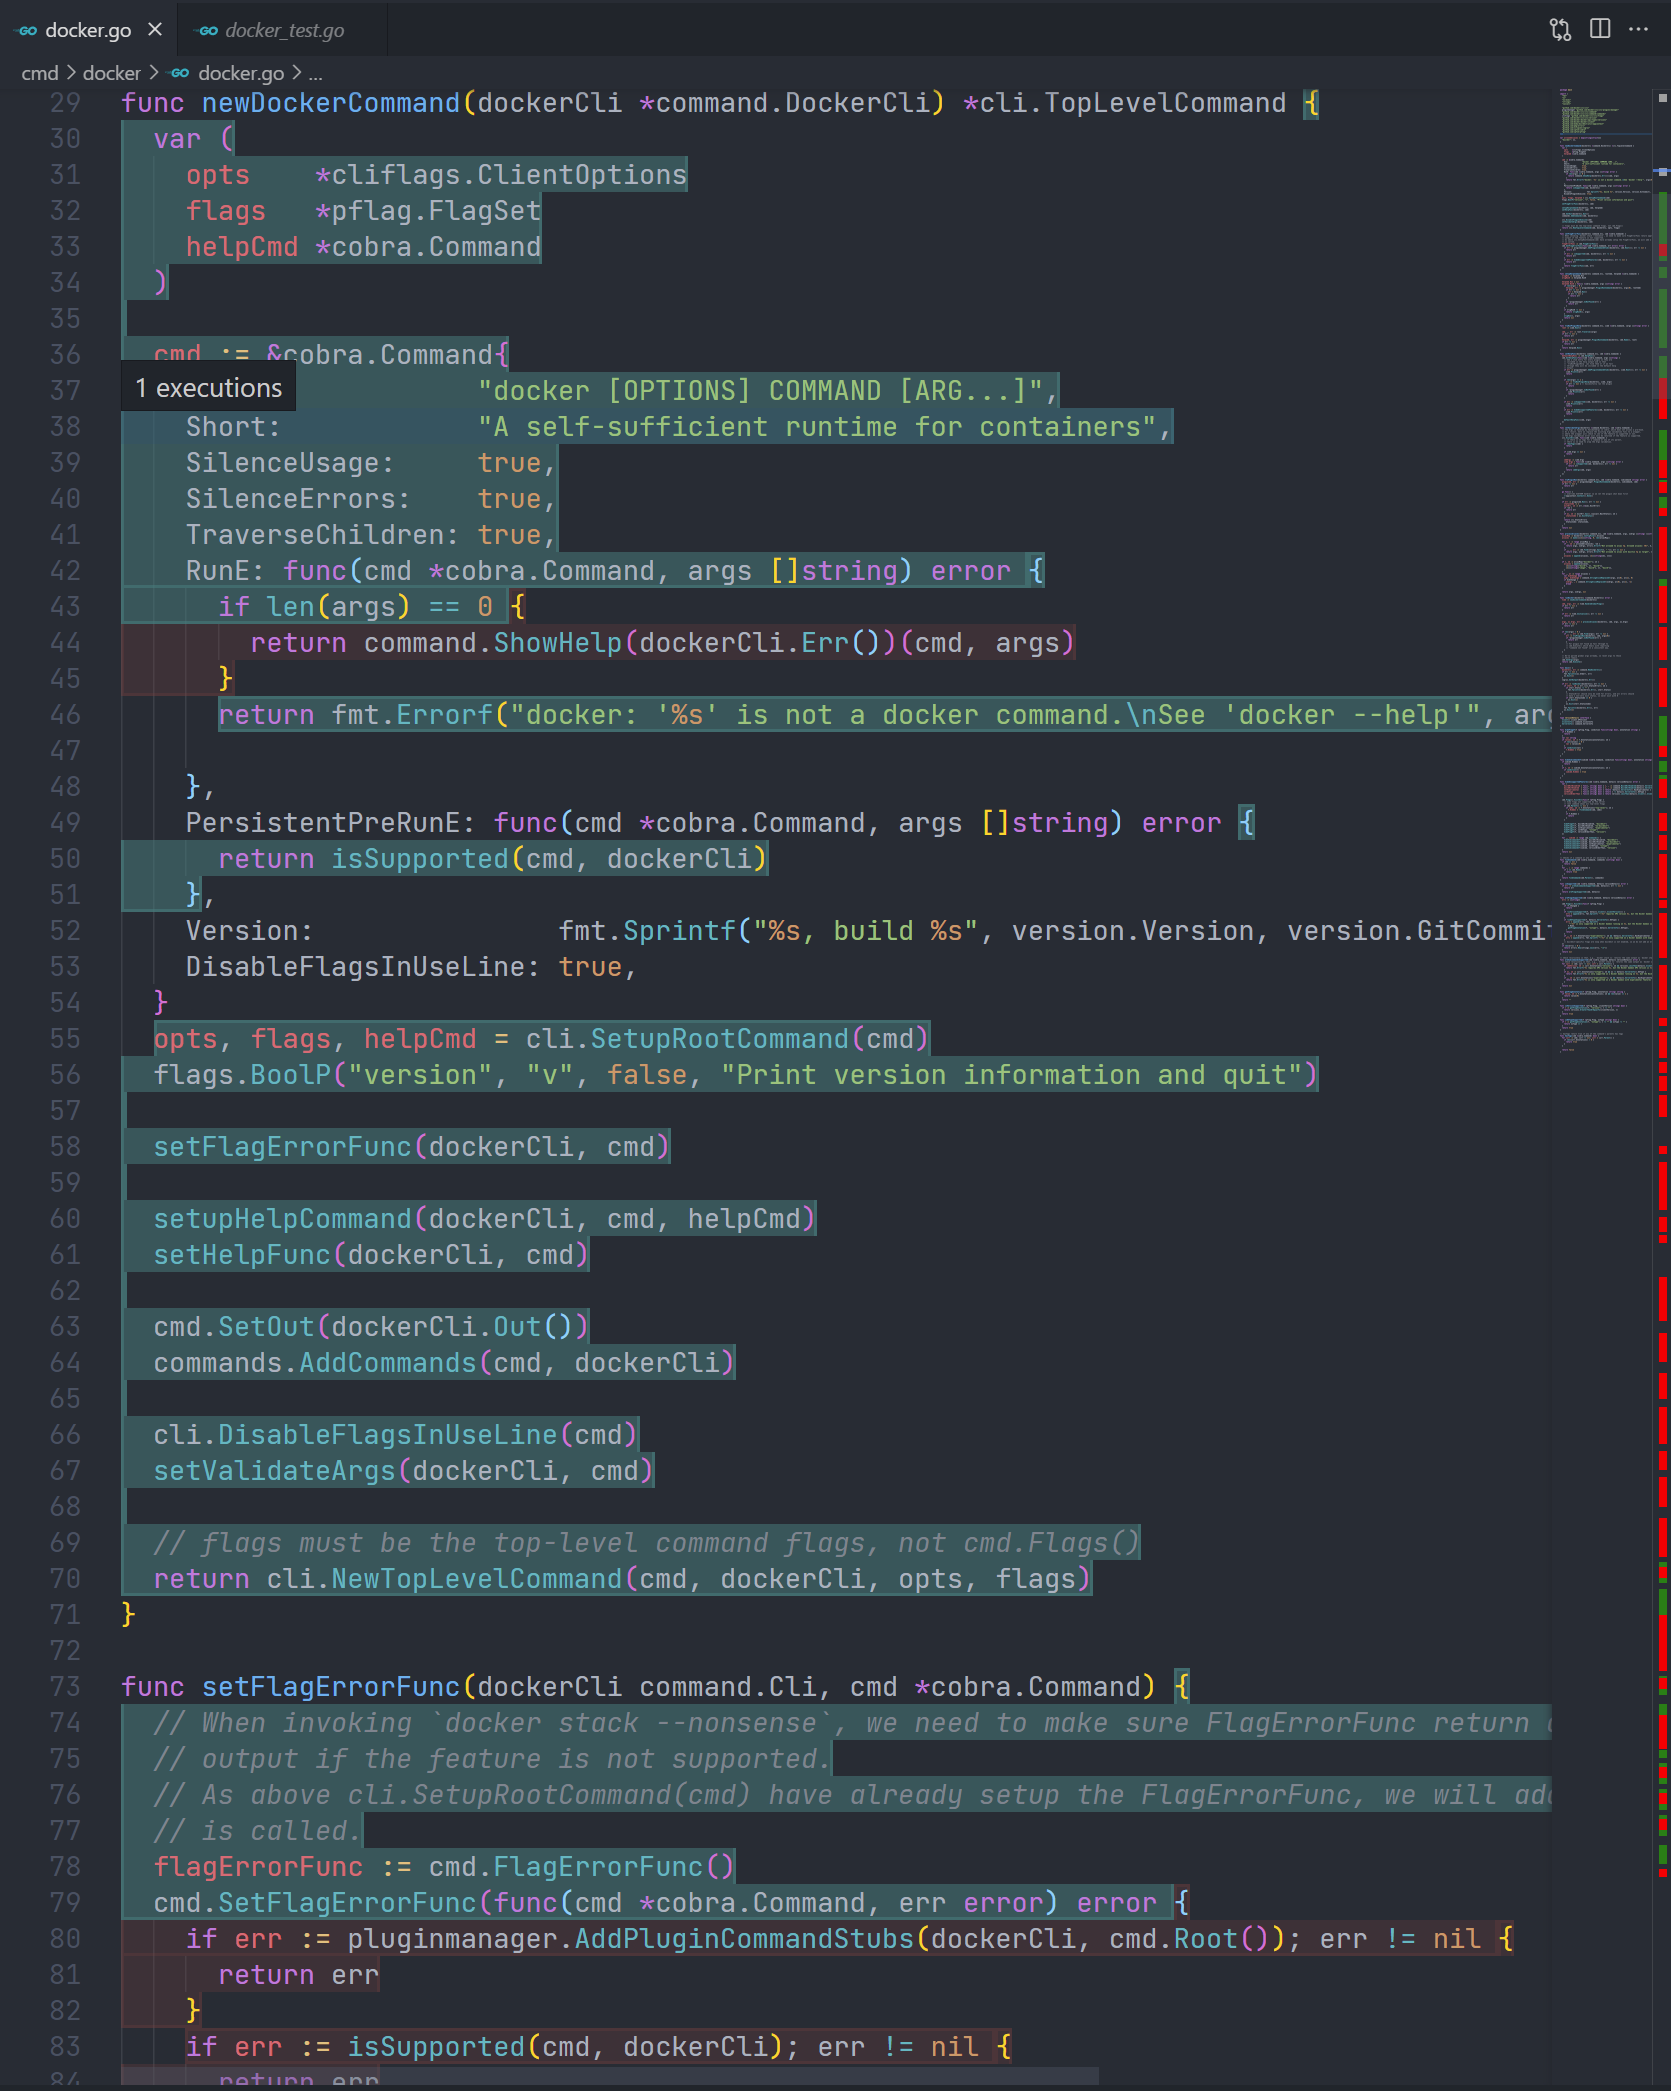 docker.go
docker_test.go
cmd > docker > docker.go > ...
29 func newDockerCommand(dockerCli *command.DockerCli) *cli.TopLevelCommand {
30 var (
31 opts *cliflags.ClientOptions
32 flags *pflag.FlagSet
33 helpCmd *cobra.Command
34 )
35
36 cmd := &cobra.Command{
1 executions
37 "docker [OPTIONS] COMMAND [ARG...]",
38 Short: "A self-sufficient runtime for containers",
39 SilenceUsage: true,
40 SilenceErrors: true,
41 TraverseChildren: true,
42 RunE: func(cmd *cobra.Command, args []string) error {
43 if len(args) == 0 {
44 return command.ShowHelp(dockerCli.Err())(cmd, args)
45 }
46 return fmt.Errorf("docker: '%s' is not a docker command.\nSee 'docker --help'",
47
48 },
49 PersistentPreRunE: func(cmd *cobra.Command, args []string) error {
50 return isSupported(cmd, dockerCli)
51 },
52 Version: fmt.Sprintf("%s, build %s", version.Version, version.GitCommit
53 DisableFlagsInUseLine: true,
54 }
55 opts, flags, helpCmd = cli.SetupRootCommand(cmd)
56 flags.BoolP("version", "v", false, "Print version information and quit")
57
58 setFlagErrorFunc(dockerCli, cmd)
59
60 setupHelpCommand(dockerCli, cmd, helpCmd)
61 setHelpFunc(dockerCli, cmd)
62
63 cmd.SetOut(dockerCli.Out())
64 commands.AddCommands(cmd, dockerCli)
65
66 cli.DisableFlagsInUseLine(cmd)
67 setValidateArgs(dockerCli, cmd)
68
69 // flags must be the top-level command flags, not cmd.Flags()
70 return cli.NewTopLevelCommand(cmd, dockerCli, opts, flags)
71 }
72
73 func setFlagErrorFunc(dockerCli command.Cli, cmd *cobra.Command) {
74 // When invoking `docker stack --nonsense`, we need to make sure FlagErrorFunc return
75 // output if the feature is not supported.
76 // As above cli.SetupRootCommand(cmd) have already setup the FlagErrorFunc, we will
77 // is called.
78 flagErrorFunc := cmd.FlagErrorFunc()
79 cmd.SetFlagErrorFunc(func(cmd *cobra.Command, err error) error {
80 if err := pluginmanager.AddPluginCommandStubs(dockerCli, cmd.Root()); err != nil {
81 return err
82 }
83 if err := isSupported(cmd, dockerCli); err != nil {
84 return err